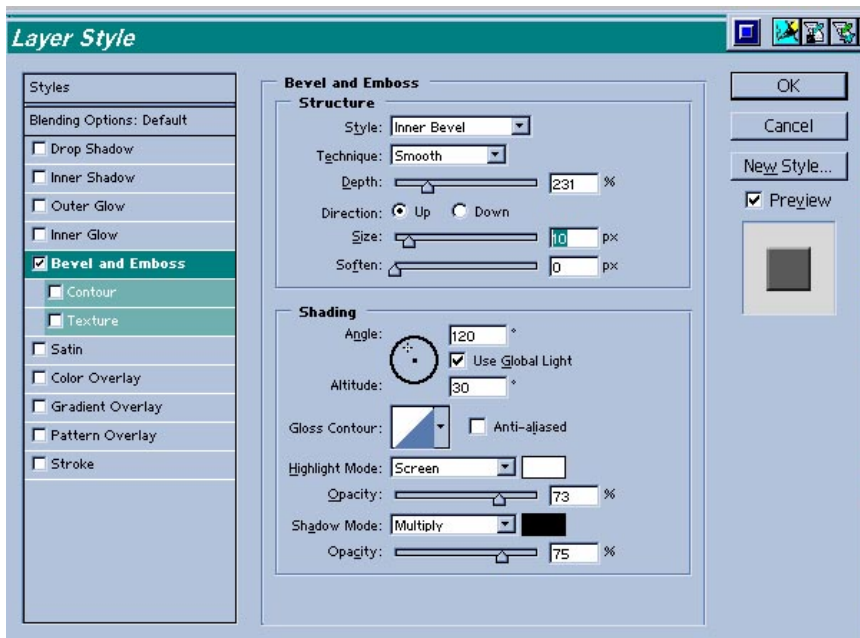 Layer Style
Styles
Blending Options: Default
Drop Shadow
Inner Shadow
Outer Glow
Inner Glow
Bevel and Emboss
Contour
Texture
Satin
Color Overlay
Gradient Overlay
Pattern Overlay
Stroke
Bevel and Emboss
Structure
Style: Inner Bevel
Technique: Smooth
Depth: 231 %
Direction: Up Down
Size: 10 px
Soften: 0 px
Shading
Angle: 120 °
Use Global Light
Altitude: 30 °
Gloss Contour: Anti-aliased
Highlight Mode: Screen
Opacity: 73 %
Shadow Mode: Multiply
Opacity: 75 %
OK
Cancel
New Style...
Preview